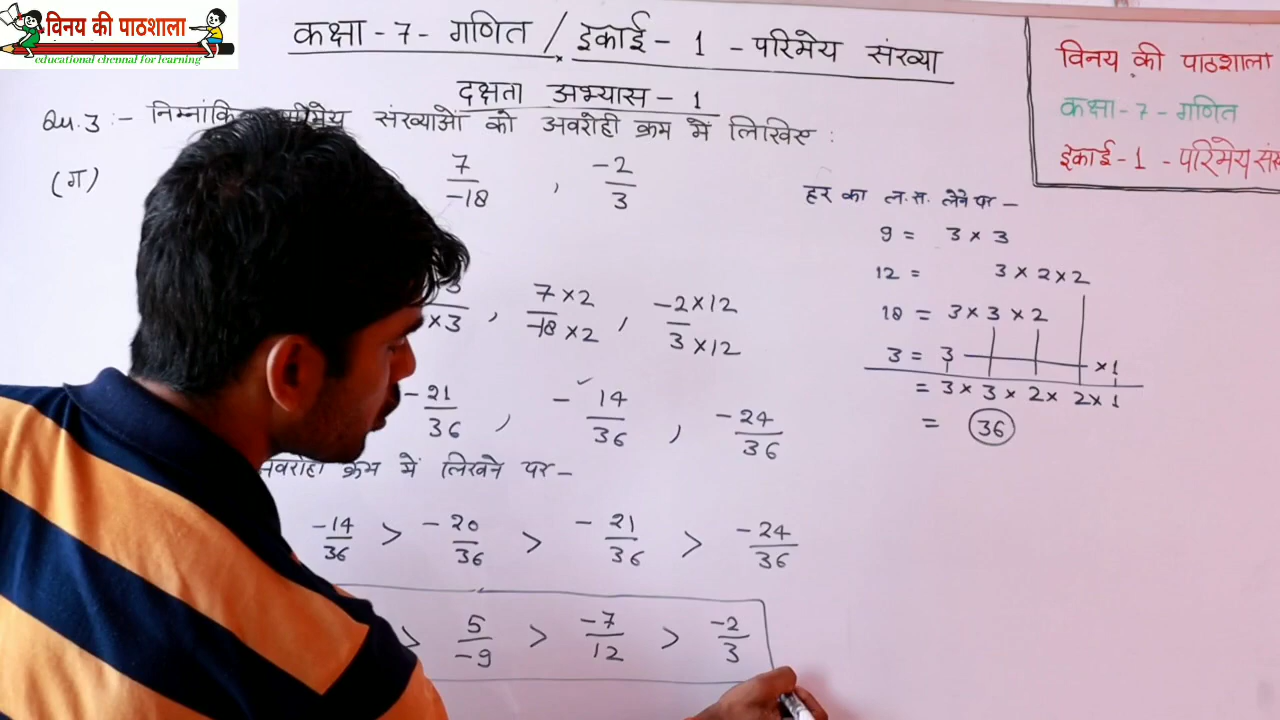 विनय की पाठशाला
educational chennal for learning
कक्षा - 7 - गणित / इकाई - 1 - परिमेय संख्या
दक्षता अभ्यास - 1
विनय की पाठशाला
कक्षा - 7 - गणित
इकाई - 1 - परिमेय
Qu. 3 :- संख्याओं को अवरोही क्रम में लिखिए :
(ग) 7/-18 , -2/3
×3 , 7×2/-18×2 , -2×12/3×12
-21/36 , -14/36 , -24/36
क्रम में लिखने पर -
-14/36 > -20/36 > -21/36 > -24/36
> 5/-9 > -7/12 > -2/3
हर का ल.स. लेने पर -
9 = 3 × 3
12 = 3 × 2 × 2
18 = 3 × 3 × 2
3 = 3 × 1
= 3 × 3 × 2 × 2 × 1
= 36